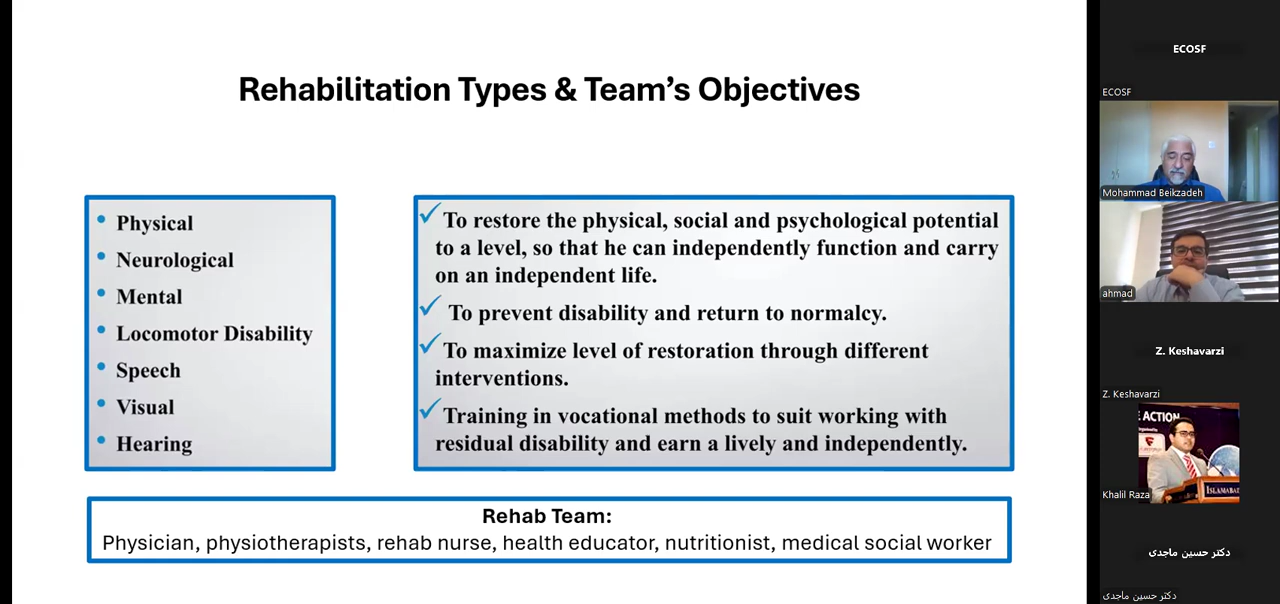 Rehabilitation Types & Team's Objectives
• Physical
• Neurological
• Mental
• Locomotor Disability
• Speech
• Visual
• Hearing
✓To restore the physical, social and psychological potential
to a level, so that he can independently function and carry
on an independent life.
✓ To prevent disability and return to normalcy.
✓To maximize level of restoration through different
interventions.
✓Training in vocational methods to suit working with
residual disability and earn a lively and independently.
Rehab Team:
Physician, physiotherapists, rehab nurse, health educator, nutritionist, medical social worker
ECOSF
ECOSF
Mohammad Beikzadeh
ahmad
Z. Keshavarzi
Z. Keshavarzi
E ACTION
ISLAMABAD
Khalil Raza
دکتر حسین ماجدی
دکتر حسین ماجدی